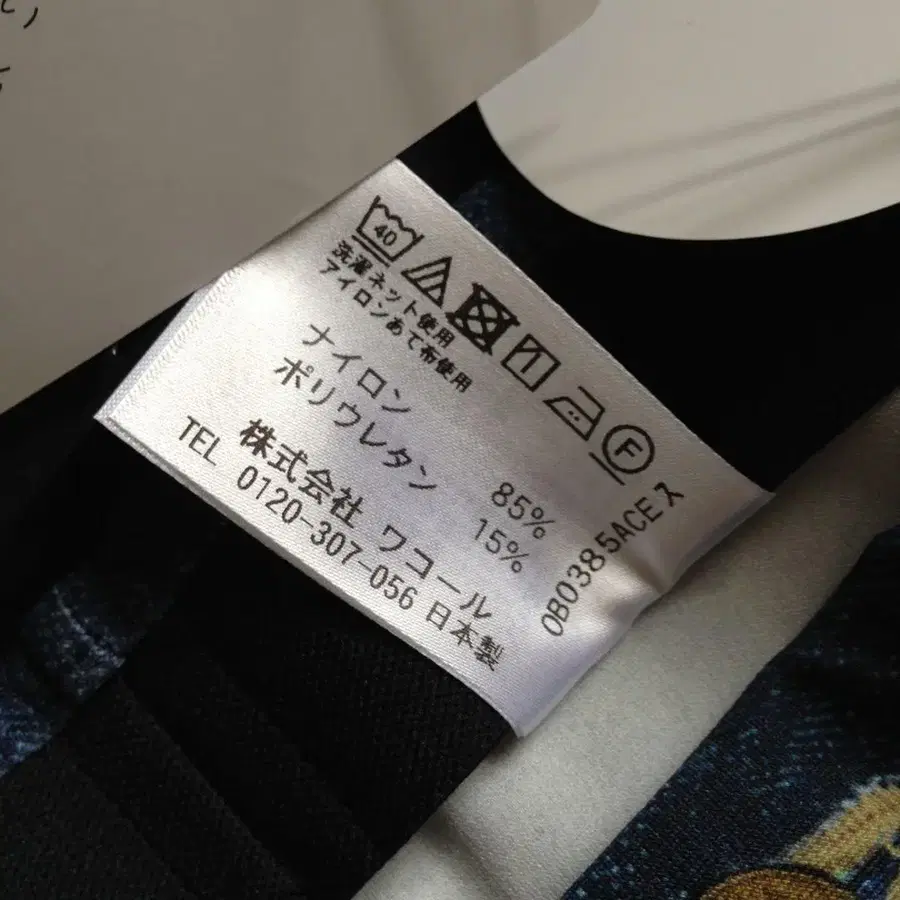 40
洗濯ネット使用
アイロンあて布使用
F
ナイロン 85%
ポリウレタン 15%
株式会社 ワコール
TEL 0120-307-056 日本製
OB0385ACEス